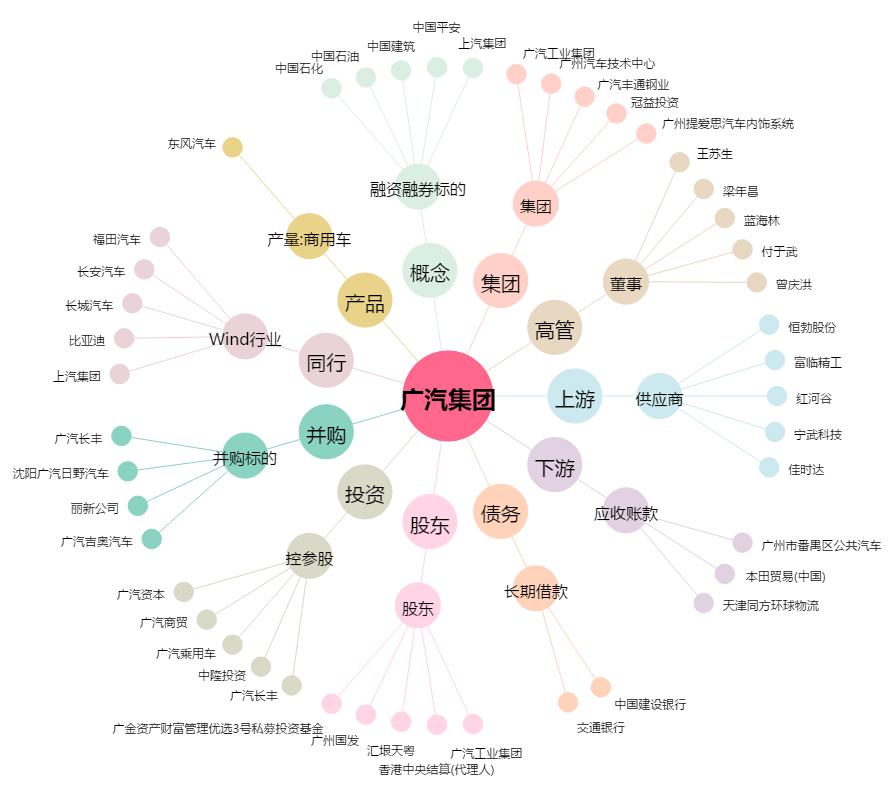 中国平安
上汽集团
中国建筑
中国石油
中国石化
融资融券标的
概念
广汽工业集团
广州汽车技术中心
广汽丰通钢业
冠益投资
广州提爱思汽车内饰系统
集团
集团
王苏生
梁年昌
蓝海林
付于武
曾庆洪
董事
高管
恒勃股份
富临精工
红河谷
宁武科技
佳时达
供应商
上游
广汽集团
下游
应收账款
广州市番禺区公共汽车
本田贸易(中国)
天津同方环球物流
债务
长期借款
中国建设银行
交通银行
股东
股东
广汽工业集团
香港中央结算(代理人)
汇垠天粤
广州国发
广金资产财富管理优选3号私募投资基金
投资
控参股
广汽资本
广汽商贸
广汽乘用车
中隆投资
广汽长丰
并购
并购标的
广汽长丰
沈阳广汽日野汽车
丽新公司
广汽吉奥汽车
同行
Wind行业
福田汽车
长安汽车
长城汽车
比亚迪
上汽集团
产品
产量:商用车
东风汽车